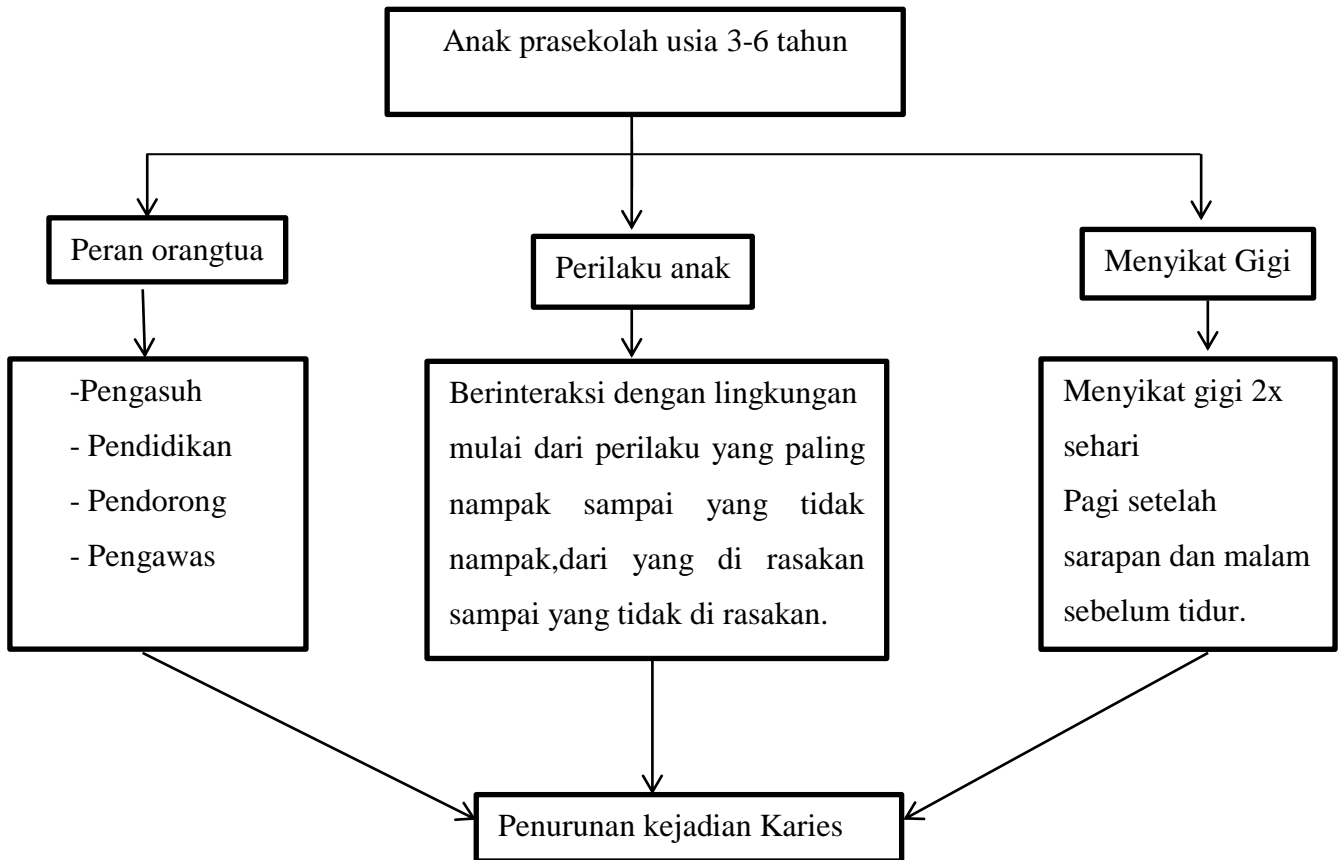 Anak prasekolah usia 3-6 tahun
Peran orangtua
Perilaku anak
Menyikat Gigi
-Pengasuh
- Pendidikan
- Pendorong
- Pengawas
Berinteraksi dengan lingkungan
mulai dari perilaku yang paling
nampak sampai yang tidak
nampak,dari yang di rasakan
sampai yang tidak di rasakan.
Menyikat gigi 2x
sehari
Pagi setelah
sarapan dan malam
sebelum tidur.
Penurunan kejadian Karies